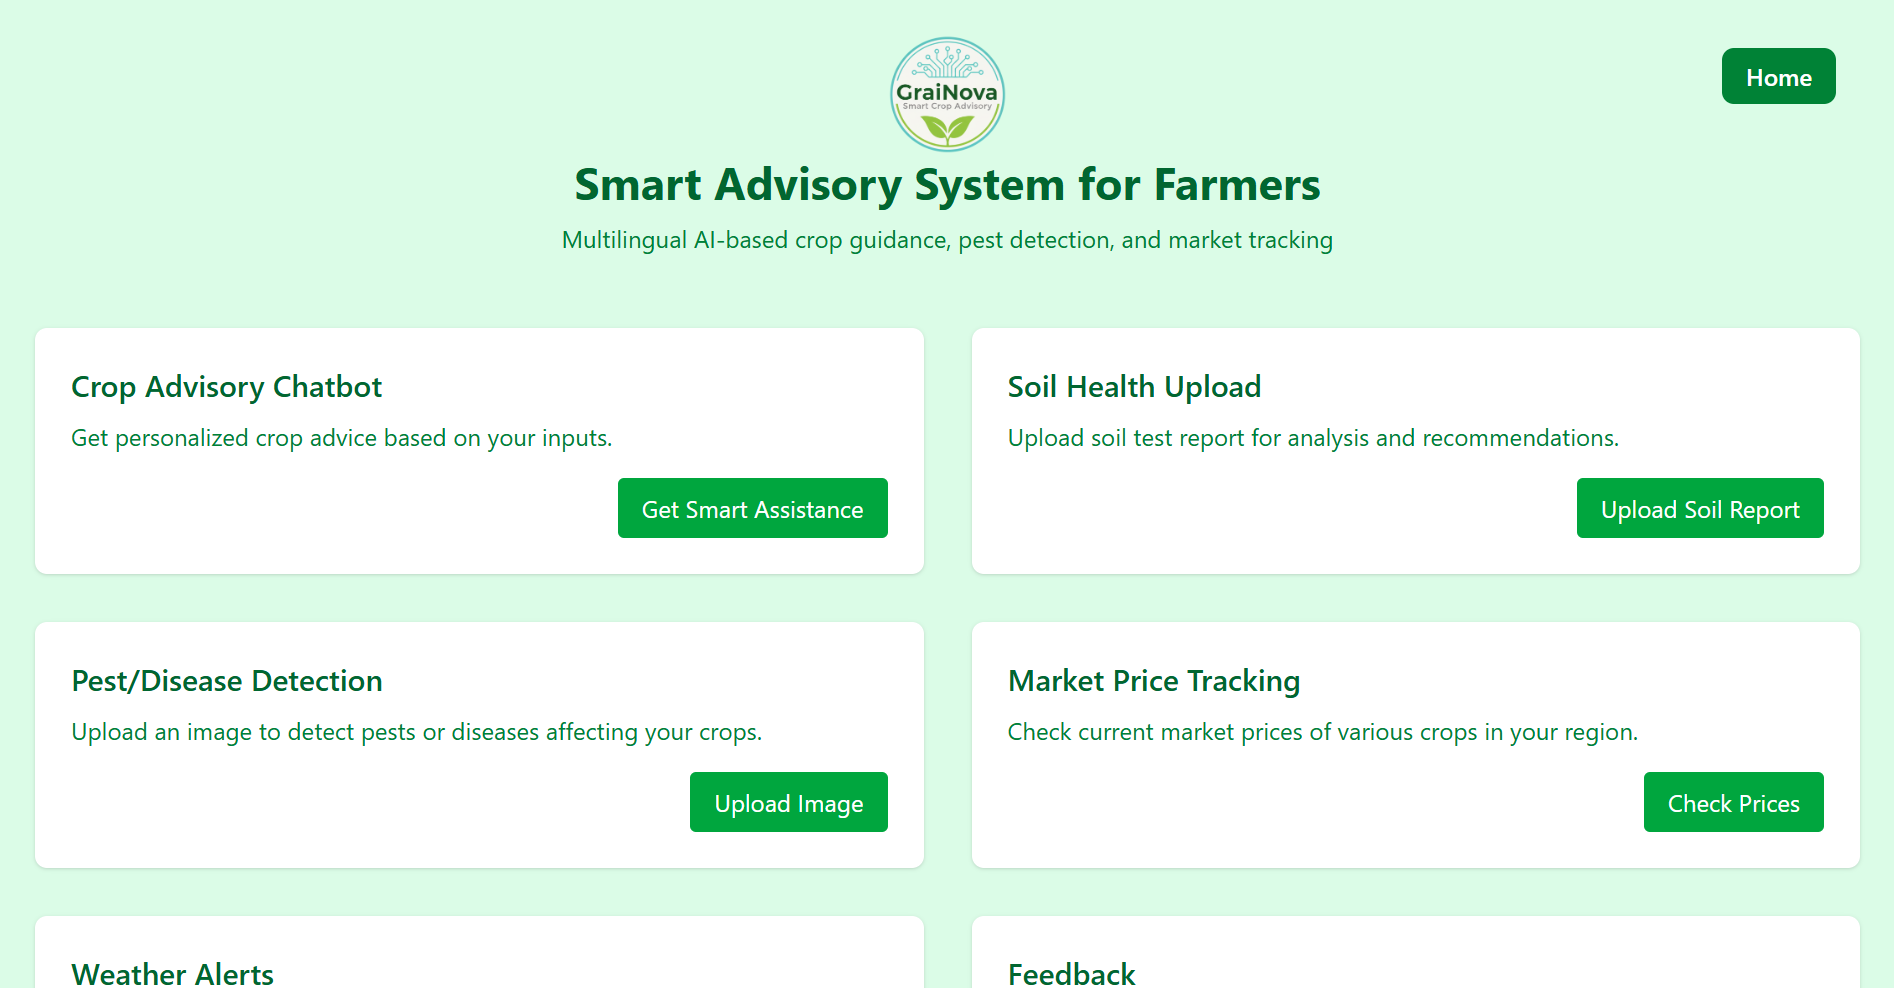 GraiNova
Smart Crop Advisory
Home
Smart Advisory System for Farmers
Multilingual AI-based crop guidance, pest detection, and market tracking
Crop Advisory Chatbot
Get personalized crop advice based on your inputs.
Get Smart Assistance
Soil Health Upload
Upload soil test report for analysis and recommendations.
Upload Soil Report
Pest/Disease Detection
Upload an image to detect pests or diseases affecting your crops.
Upload Image
Market Price Tracking
Check current market prices of various crops in your region.
Check Prices
Weather Alerts
Feedback